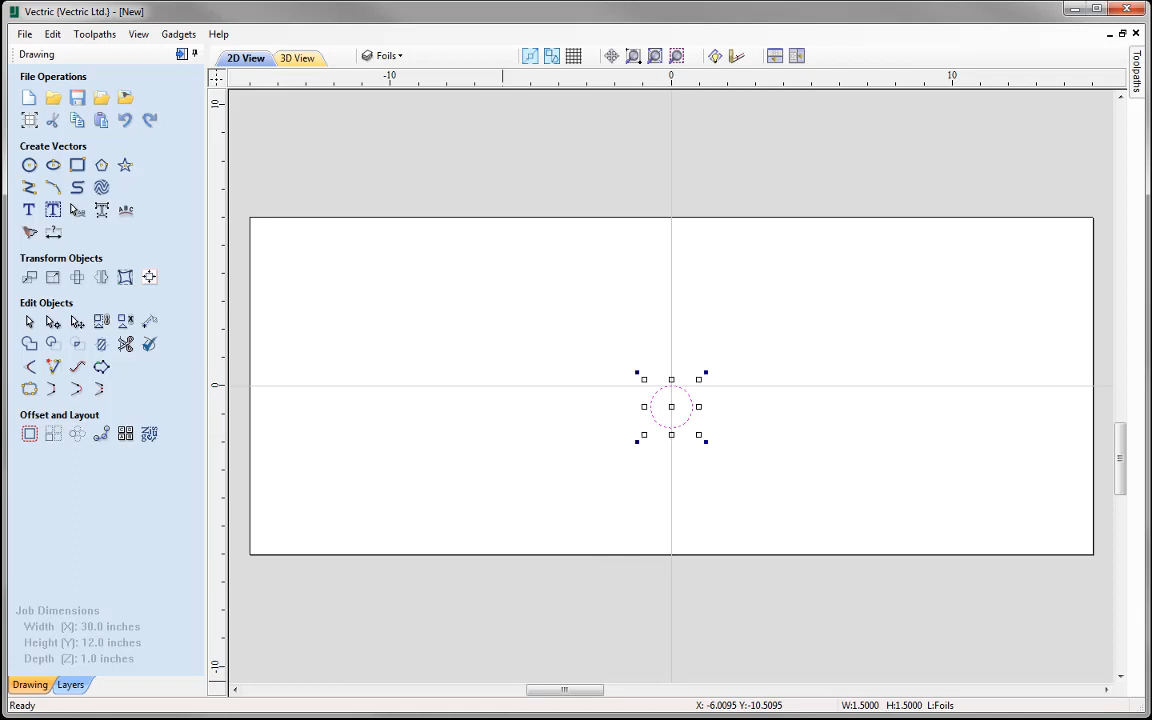 Vectric {Vectric Ltd.} - [New]
File Edit Toolpaths View Gadgets Help
Drawing
2D View 3D View Foils
-10 0 10
File Operations
Create Vectors
Transform Objects
Edit Objects
Offset and Layout
10
0
-10
Toolpaths
Job Dimensions
Width [X]: 30.0 inches
Height [Y]: 12.0 inches
Depth [Z]: 1.0 inches
Drawing Layers
Ready X: -6.0095 Y:-10.5095 W:1.5000 H:1.5000 L:Foils